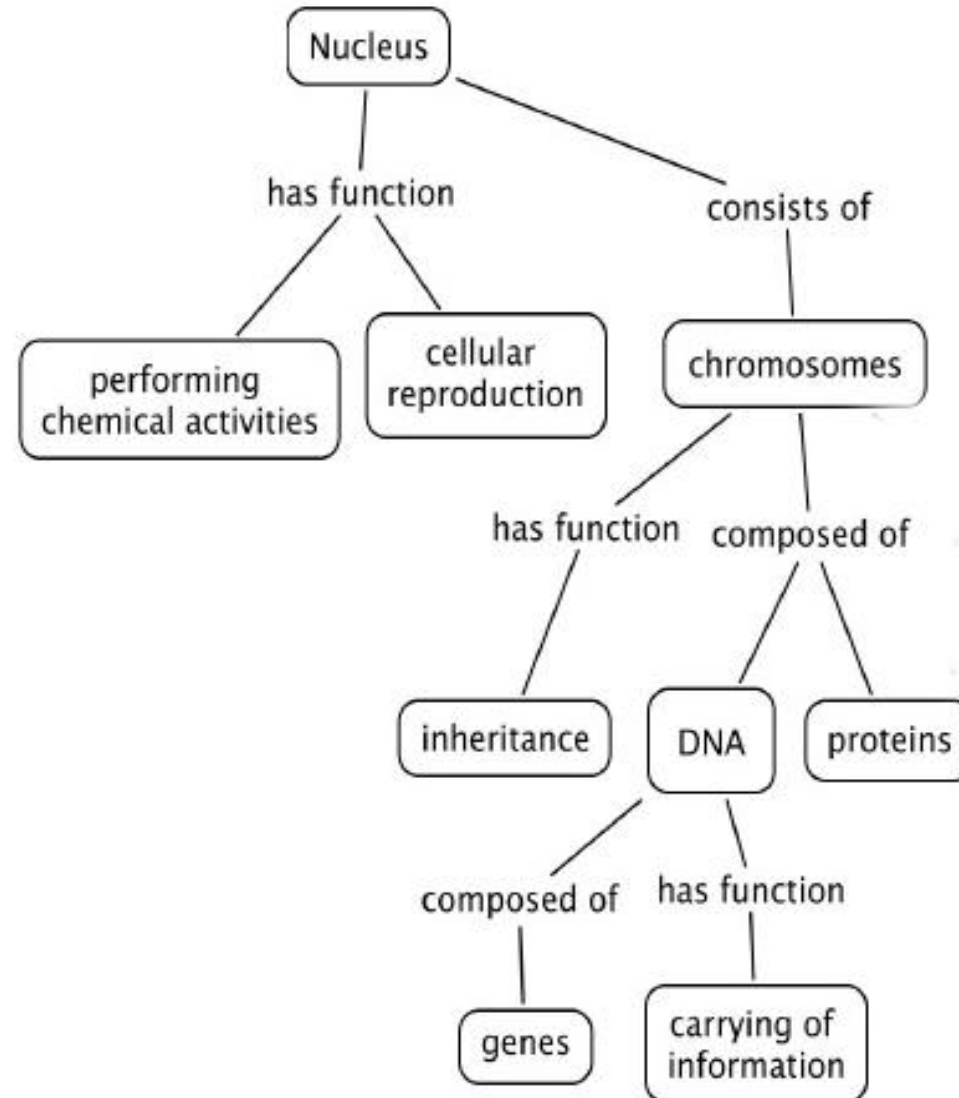 Nucleus
has function
consists of
performing
chemical activities
cellular
reproduction
chromosomes
has function
composed of
inheritance
DNA
proteins
composed of
has function
genes
carrying of
information